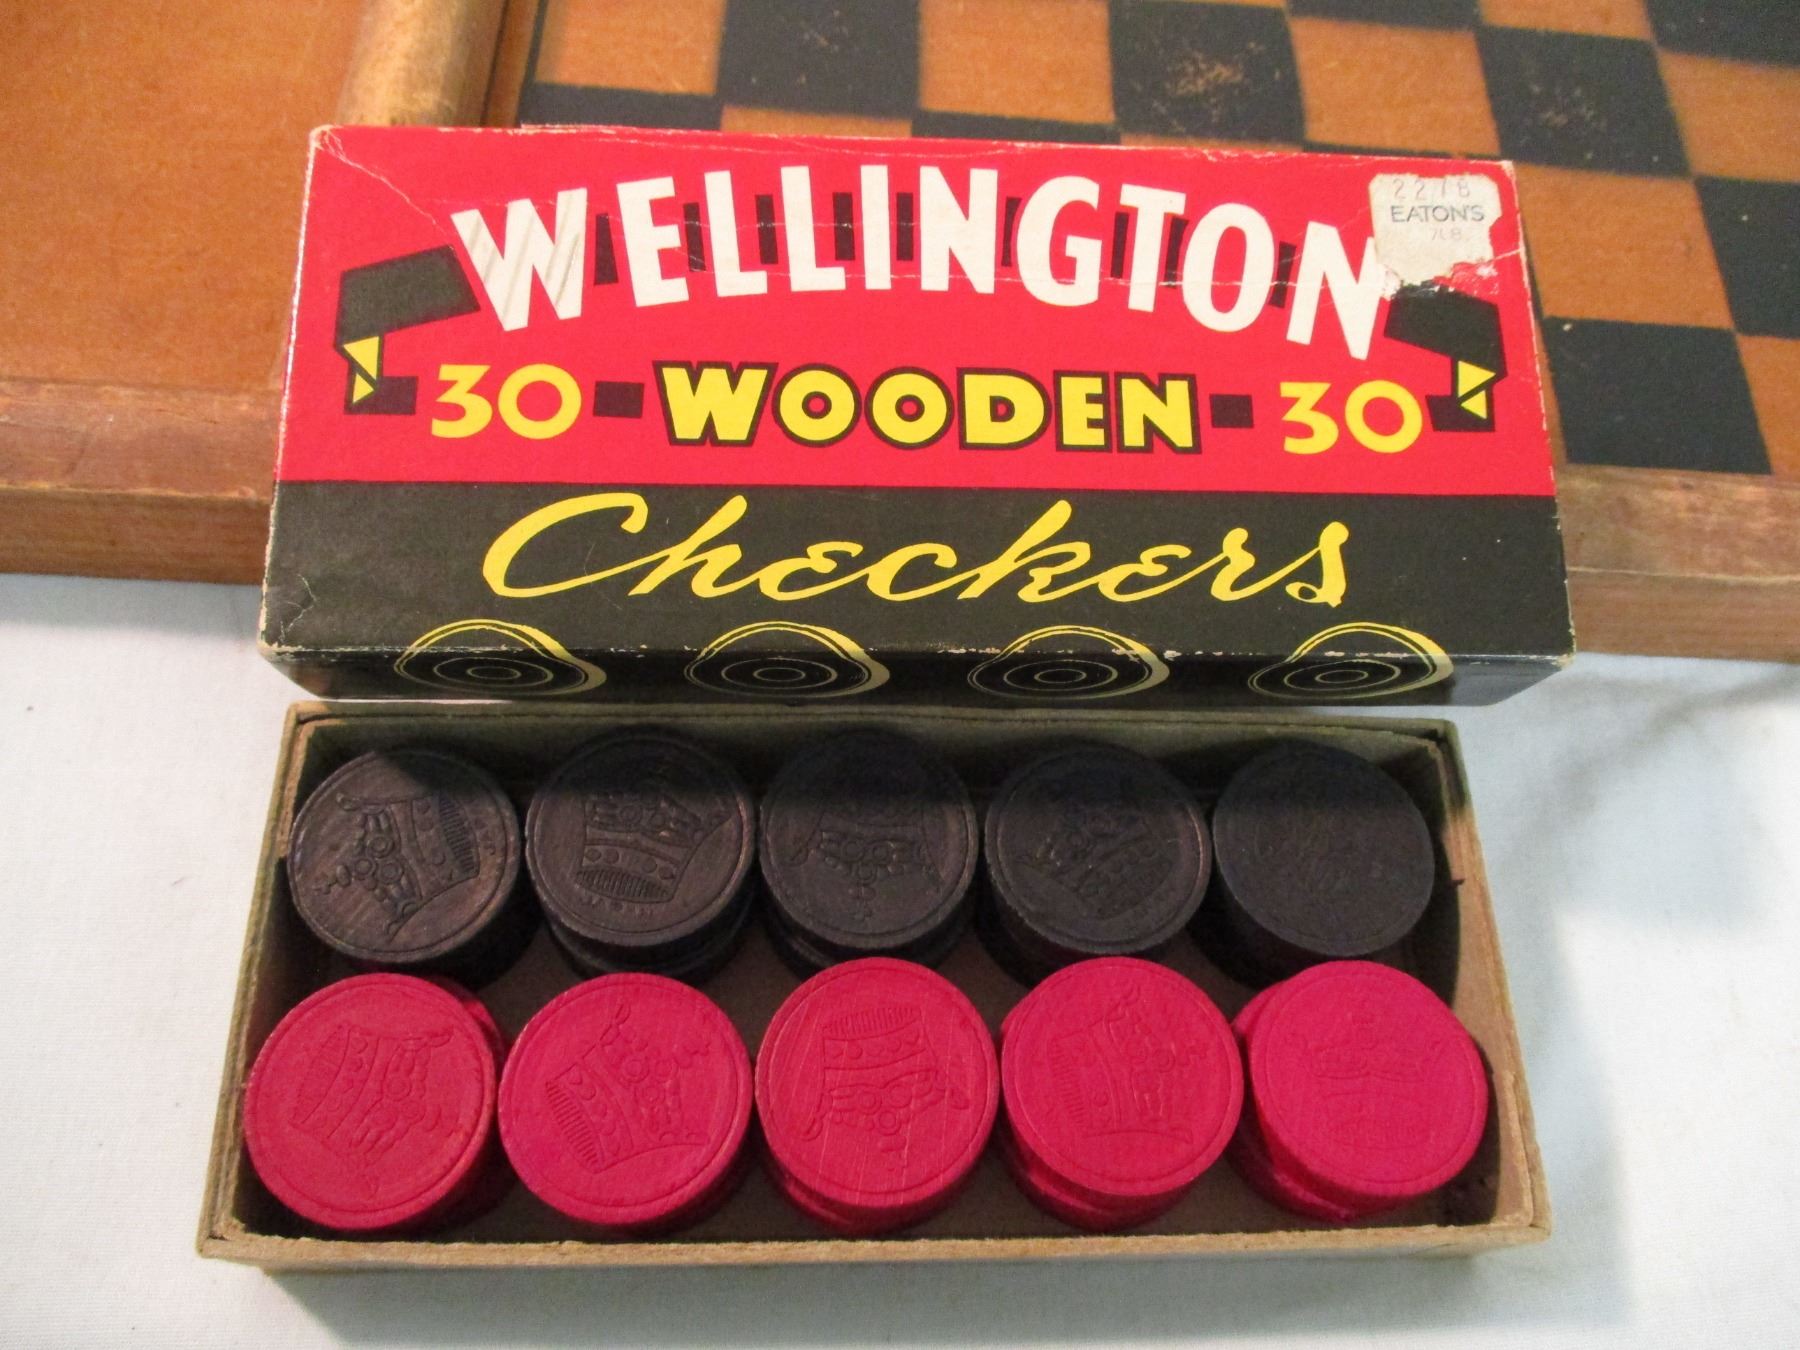 WELLINGTON
2278
EATON'S
30 - WOODEN - 30
Checkers